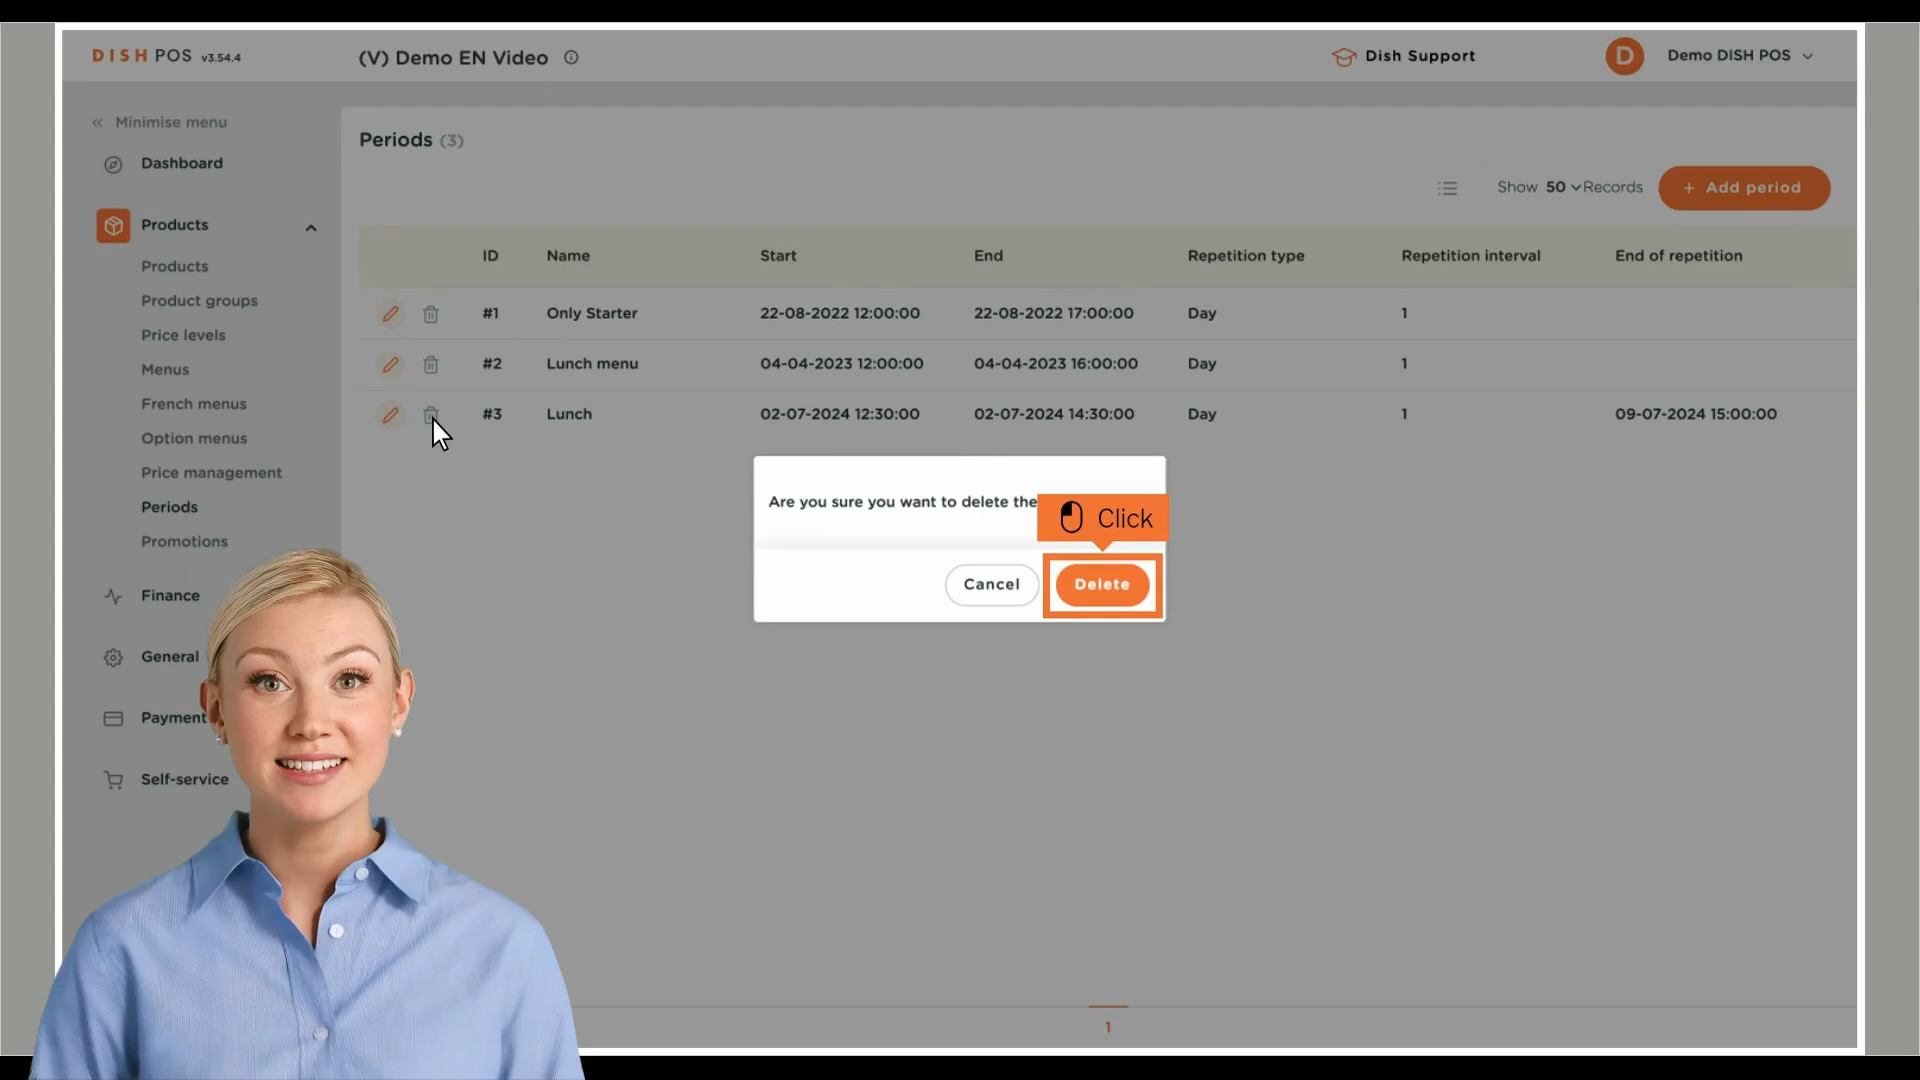 DISH POS v3.54.4
(V) Demo EN Video
Dish Support
D
Demo DISH POS
Minimise menu
Dashboard
Products
Products
Product groups
Price levels
Menus
French menus
Option menus
Price management
Periods
Promotions
Finance
General
Payment
Self-service
Periods (3)
Show 50 Records
+ Add period
ID Name Start End Repetition type Repetition interval End of repetition
#1 Only Starter 22-08-2022 12:00:00 22-08-2022 17:00:00 Day 1
#2 Lunch menu 04-04-2023 12:00:00 04-04-2023 16:00:00 Day 1
#3 Lunch 02-07-2024 12:30:00 02-07-2024 14:30:00 Day 1 09-07-2024 15:00:00
Are you sure you want to delete the
Click
Cancel
Delete
1